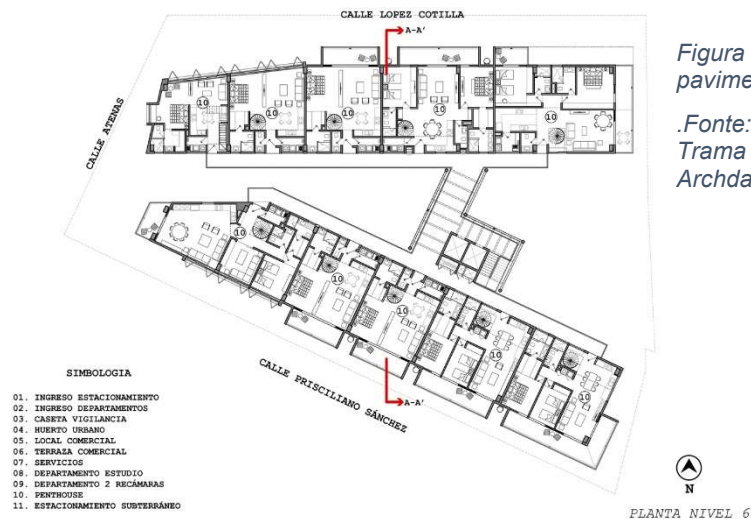 CALLE LOPEZ COTILLA
A-A'
Figura
pavime
.Fonte:
Trama
Archda
CALLE ATENAS
10
10
10
10
10
10
10
10
10
10
CALLE PRISCILIANO SÁNCHEZ
A-A'
SIMBOLOGIA
01. INGRESO ESTACIONAMIENTO
02. INGRESO DEPARTAMENTOS
03. CASETA VIGILANCIA
04. HUERTO URBANO
05. LOCAL COMERCIAL
06. TERRAZA COMERCIAL
07. SERVICIOS
08. DEPARTAMENTO ESTUDIO
09. DEPARTAMENTO 2 RECÁMARAS
10. PENTHOUSE
11. ESTACIONAMIENTO SUBTERRÁNEO
N
PLANTA NIVEL 6